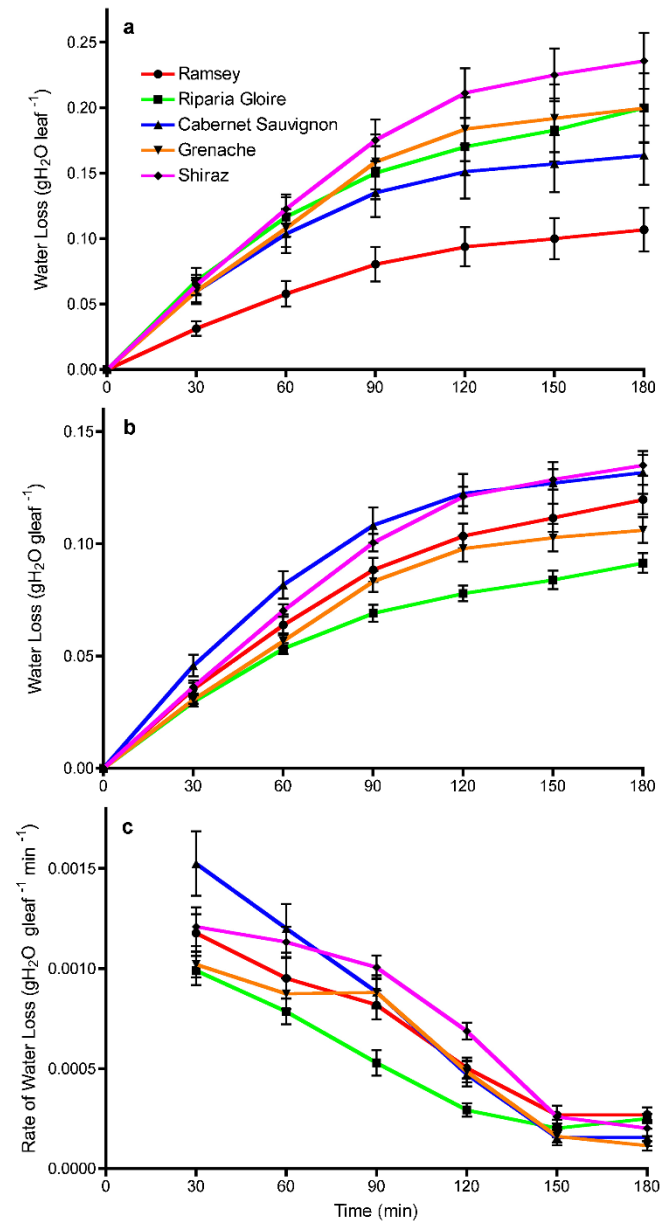 a
Ramsey
Riparia Gloire
Cabernet Sauvignon
Grenache
Shiraz
Water Loss (gH₂O leaf ⁻¹)
0.25
0.20
0.15
0.10
0.05
0.00
0 30 60 90 120 150 180
b
Water Loss (gH₂O gleaf ⁻¹)
0.15
0.10
0.05
0.00
0 30 60 90 120 150 180
c
Rate of Water Loss (gH₂O gleaf ⁻¹ min ⁻¹)
0.0015
0.0010
0.0005
0.0000
0 30 60 90 120 150 180
Time (min)